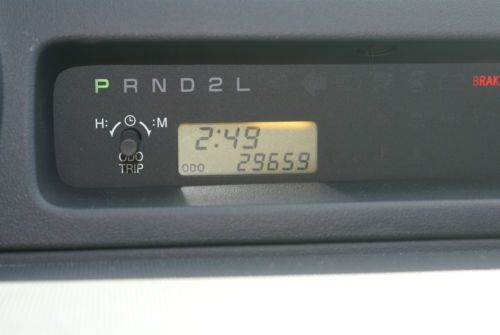 P R N D 2 L
BRAK
H: :M
ODO
TRIP
2:49
ODO 29659